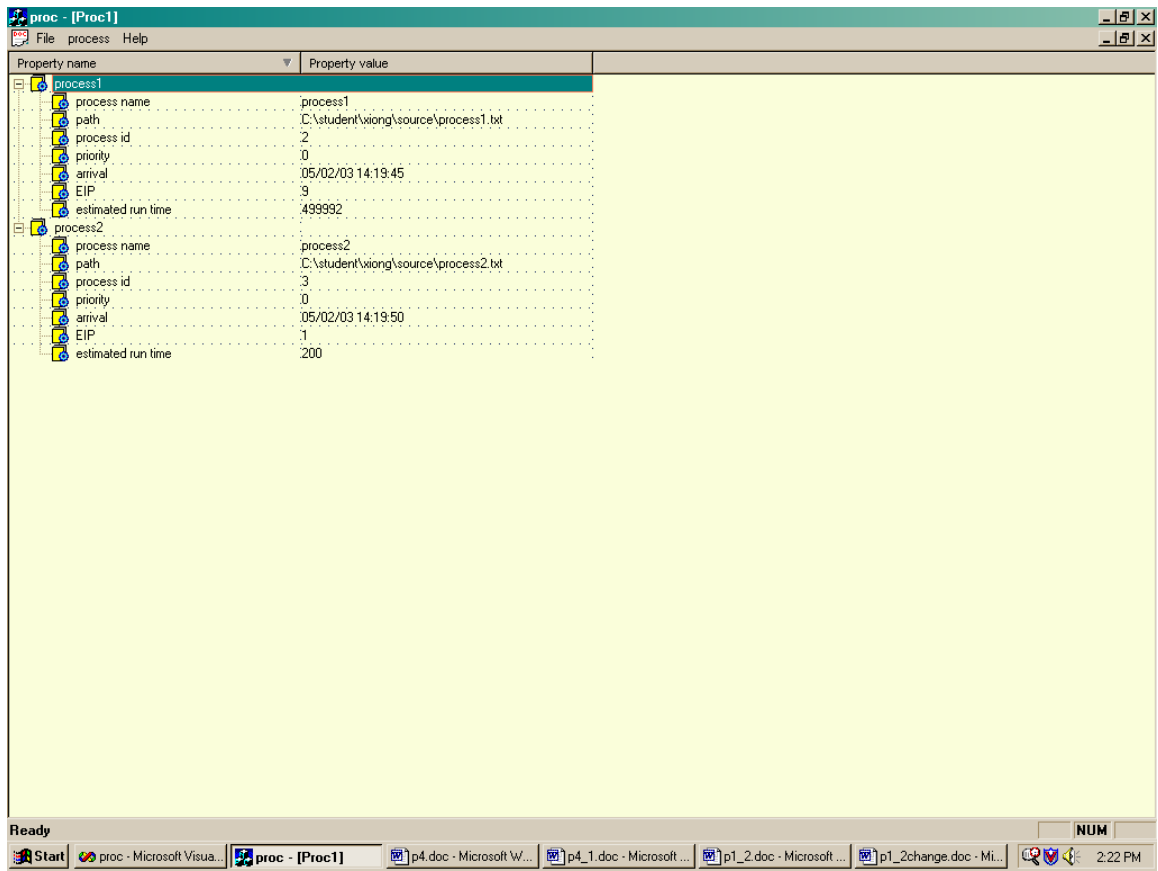 proc - [Proc1]
File process Help
Property name Property value
process1
process name process1
path C:\student\xiong\source\process1.txt
process id 2
priority 0
arrival 05/02/03 14:19:45
EIP 9
estimated run time 499992
process2
process name process2
path C:\student\xiong\source\process2.txt
process id 3
priority 0
arrival 05/02/03 14:19:50
EIP 1
estimated run time 200
Ready NUM
Start proc - Microsoft Visua... proc - [Proc1] p4.doc - Microsoft W... p4_1.doc - Microsoft ... p1_2.doc - Microsoft ... p1_2change.doc - Mi... 2:22 PM